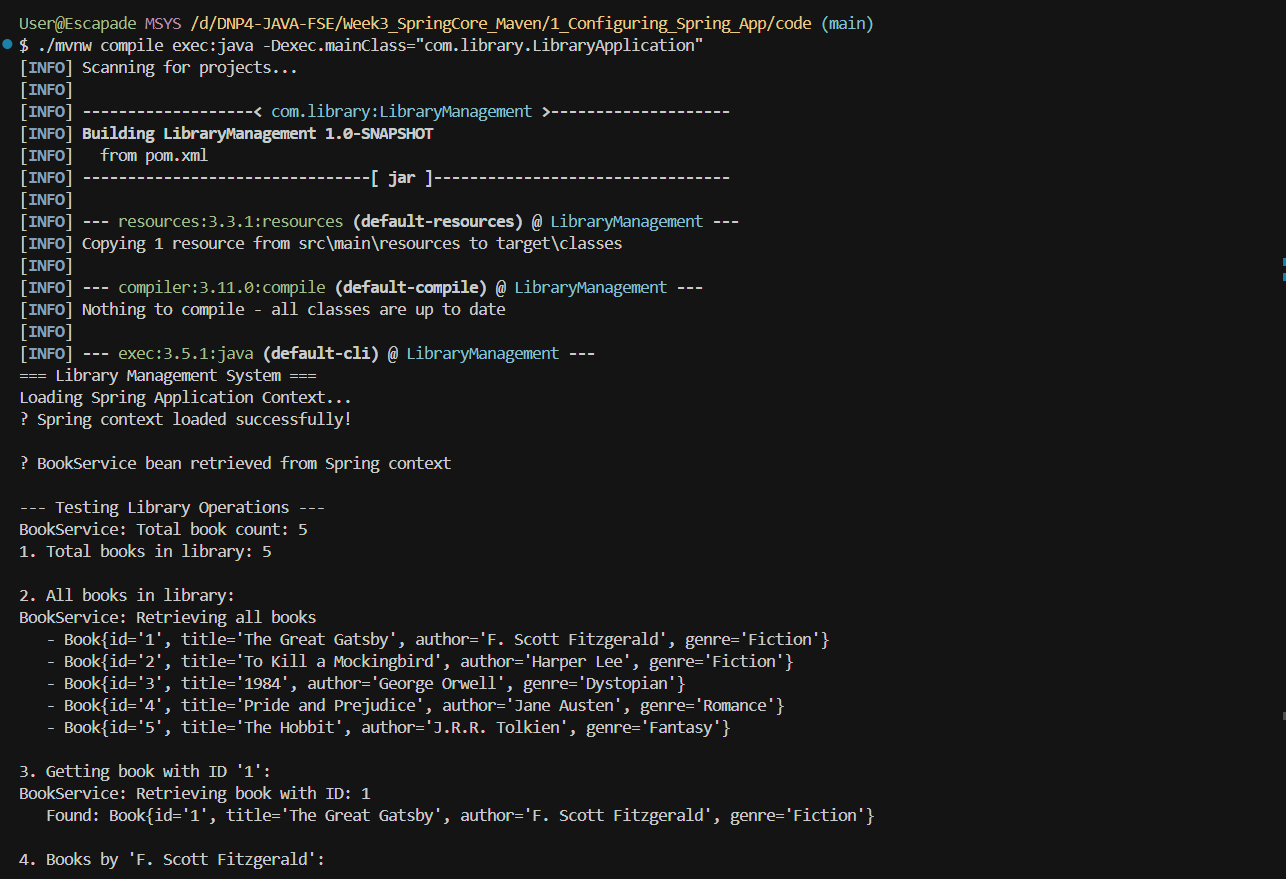 User@Escapade MSYS /d/DNP4-JAVA-FSE/Week3_SpringCore_Maven/1_Configuring_Spring_App/code (main)
$ ./mvnw compile exec:java -Dexec.mainClass="com.library.LibraryApplication"
[INFO] Scanning for projects...
[INFO]
[INFO] -------------------< com.library:LibraryManagement >--------------------
[INFO] Building LibraryManagement 1.0-SNAPSHOT
[INFO]   from pom.xml
[INFO] --------------------------------[ jar ]---------------------------------
[INFO]
[INFO] --- resources:3.3.1:resources (default-resources) @ LibraryManagement ---
[INFO] Copying 1 resource from src\main\resources to target\classes
[INFO]
[INFO] --- compiler:3.11.0:compile (default-compile) @ LibraryManagement ---
[INFO] Nothing to compile - all classes are up to date
[INFO]
[INFO] --- exec:3.5.1:java (default-cli) @ LibraryManagement ---
=== Library Management System ===
Loading Spring Application Context...
? Spring context loaded successfully!
? BookService bean retrieved from Spring context
--- Testing Library Operations ---
BookService: Total book count: 5
1. Total books in library: 5
2. All books in library:
BookService: Retrieving all books
   - Book{id='1', title='The Great Gatsby', author='F. Scott Fitzgerald', genre='Fiction'}
   - Book{id='2', title='To Kill a Mockingbird', author='Harper Lee', genre='Fiction'}
   - Book{id='3', title='1984', author='George Orwell', genre='Dystopian'}
   - Book{id='4', title='Pride and Prejudice', author='Jane Austen', genre='Romance'}
   - Book{id='5', title='The Hobbit', author='J.R.R. Tolkien', genre='Fantasy'}
3. Getting book with ID '1':
BookService: Retrieving book with ID: 1
   Found: Book{id='1', title='The Great Gatsby', author='F. Scott Fitzgerald', genre='Fiction'}
4. Books by 'F. Scott Fitzgerald':